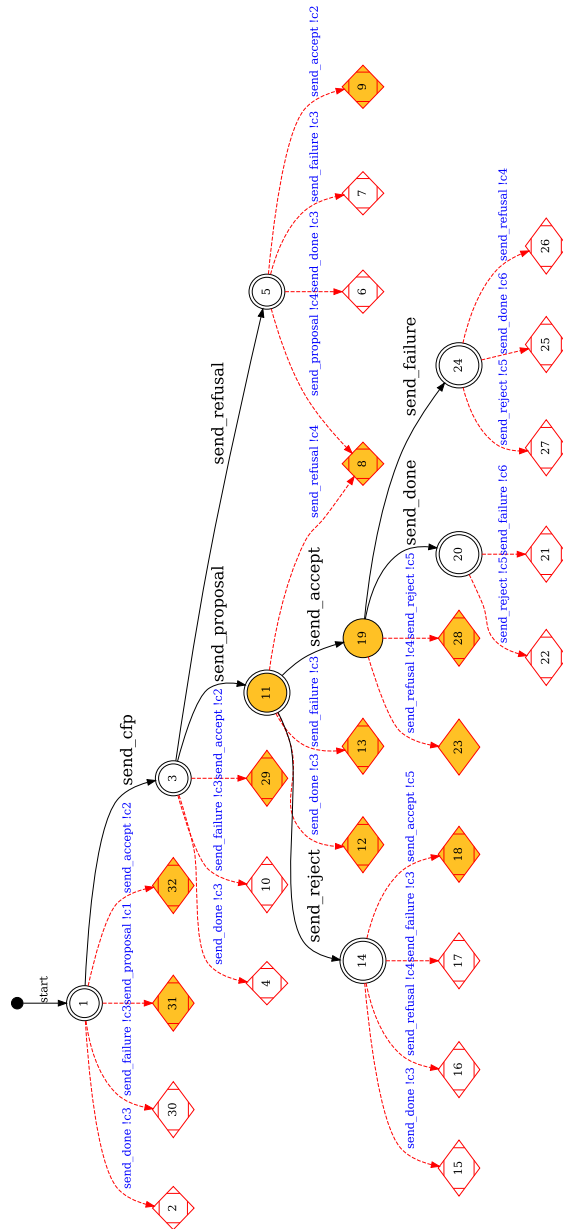 start
1
send_done !c3
send_failure !c3
send_proposal !c1
send_accept !c2
send_cfp
2
30
31
32
3
send_done !c3
send_failure !c3
send_accept !c2
send_proposal
send_refusal
4
10
29
11
5
send_reject
send_done !c3
send_failure !c3
send_accept
send_refusal !c4
send_proposal !c4
send_done !c3
send_failure !c3
send_accept !c2
14
12
13
19
8
6
7
9
send_done !c3
send_refusal !c4
send_failure !c3
send_accept !c5
send_refusal !c4
send_reject !c5
send_done
send_failure
15
16
17
18
23
28
20
24
send_reject !c5
send_failure !c6
send_reject !c5
send_done !c6
send_refusal !c4
22
21
27
25
26